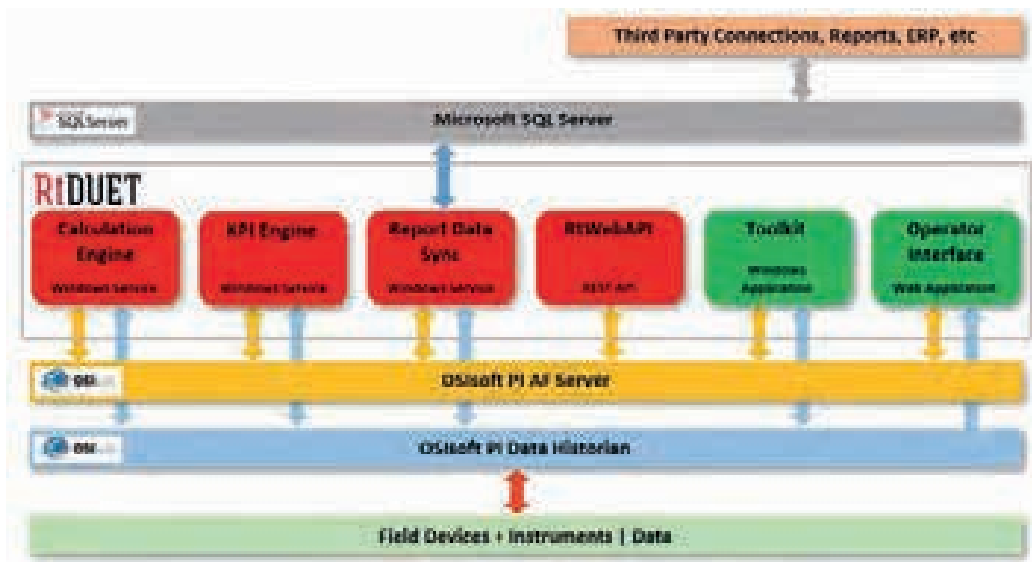 Third Party Connections, Reports, ERP, etc
SQL Server
Microsoft SQL Server
RtDUET
Calculation
Engine
Windows Service
KPI Engine
Windows Service
Report Data
Sync
Windows Service
RtWebAPI
REST API
Toolkit
Windows
Application
Operator
Interface
Web Application
OSIsoft PI AF Server
OSIsoft PI Data Historian
Field Devices + Instruments | Data